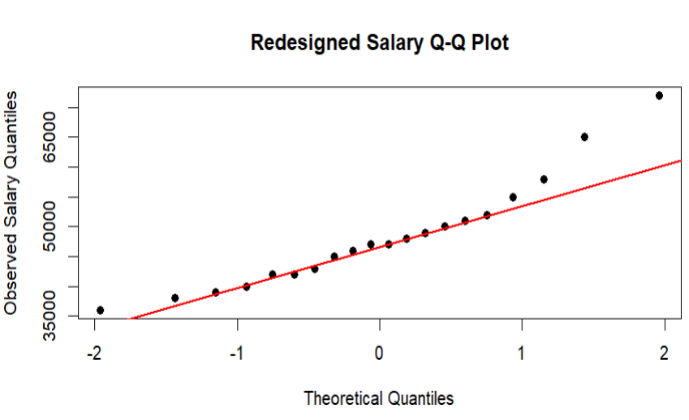 Redesigned Salary Q-Q Plot
Observed Salary Quantiles
65000
50000
35000
-2 -1 0 1 2
Theoretical Quantiles